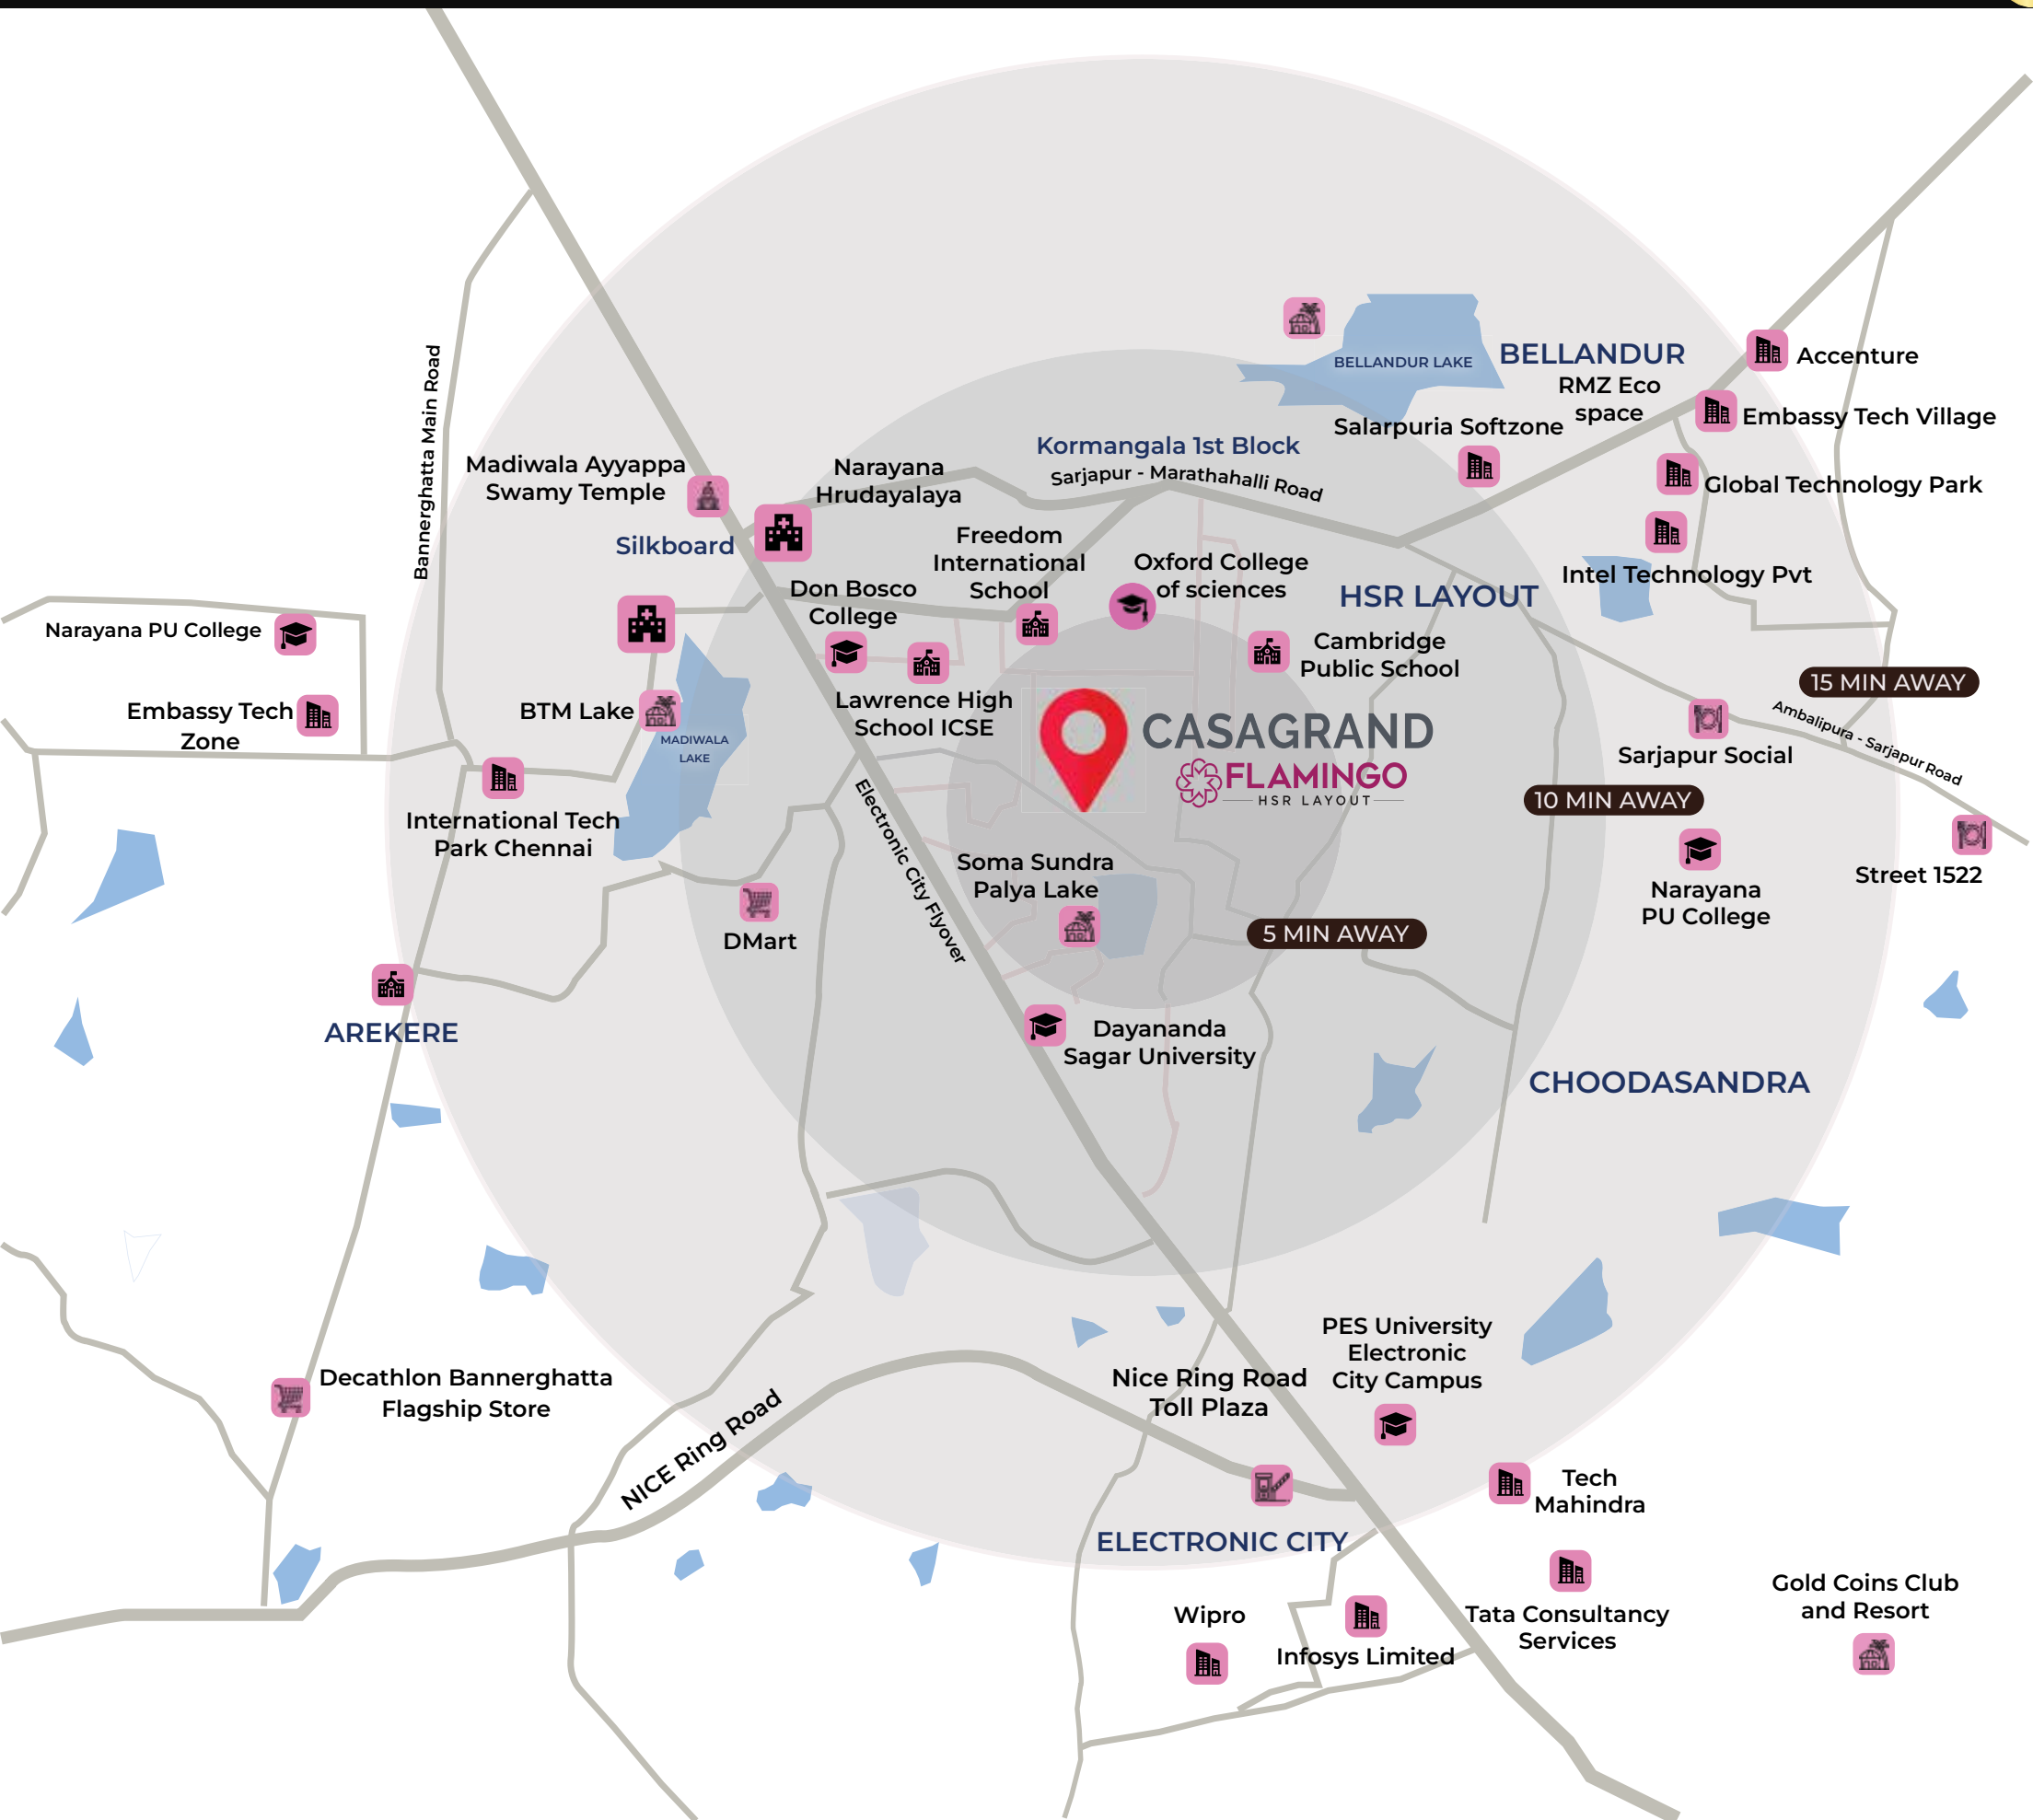 BELLANDUR LAKE
BELLANDUR
RMZ Eco
space
Accenture
Embassy Tech Village
Salarpuria Softzone
Global Technology Park
Intel Technology Pvt
Bannerghatta Main Road
Madiwala Ayyappa
Swamy Temple
Narayana
Hrudayalaya
Kormangala 1st Block
Sarjapur - Marathahalli Road
Silkboard
Freedom
International
School
Oxford College
of sciences
Don Bosco
College
HSR LAYOUT
Cambridge
Public School
Narayana PU College
Embassy Tech
Zone
BTM Lake
MADIWALA
LAKE
Lawrence High
School ICSE
CASAGRAND
FLAMINGO
HSR LAYOUT
15 MIN AWAY
Ambalipura - Sarjapur Road
Sarjapur Social
10 MIN AWAY
International Tech
Park Chennai
Electronic City Flyover
Soma Sundra
Palya Lake
Narayana
PU College
Street 1522
DMart
5 MIN AWAY
AREKERE
Dayananda
Sagar University
CHOODASANDRA
Decathlon Bannerghatta
Flagship Store
NICE Ring Road
Nice Ring Road
Toll Plaza
PES University
Electronic
City Campus
Tech
Mahindra
ELECTRONIC CITY
Wipro
Infosys Limited
Tata Consultancy
Services
Gold Coins Club
and Resort